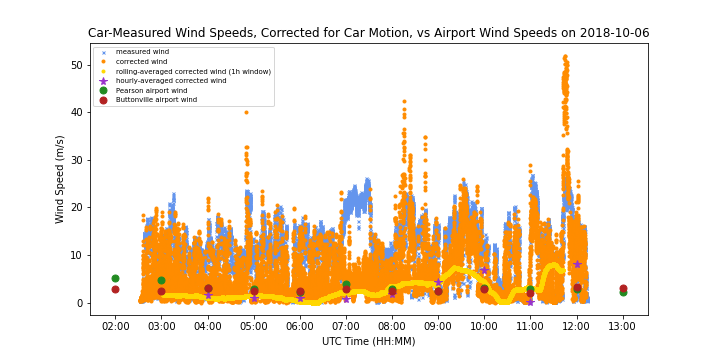 Car-Measured Wind Speeds, Corrected for Car Motion, vs Airport Wind Speeds on 2018-10-06
measured wind
corrected wind
rolling-averaged corrected wind (1h window)
hourly-averaged corrected wind
Pearson airport wind
Buttonville airport wind
Wind Speed (m/s)
50
40
30
20
10
0
02:00 03:00 04:00 05:00 06:00 07:00 08:00 09:00 10:00 11:00 12:00 13:00
UTC Time (HH:MM)